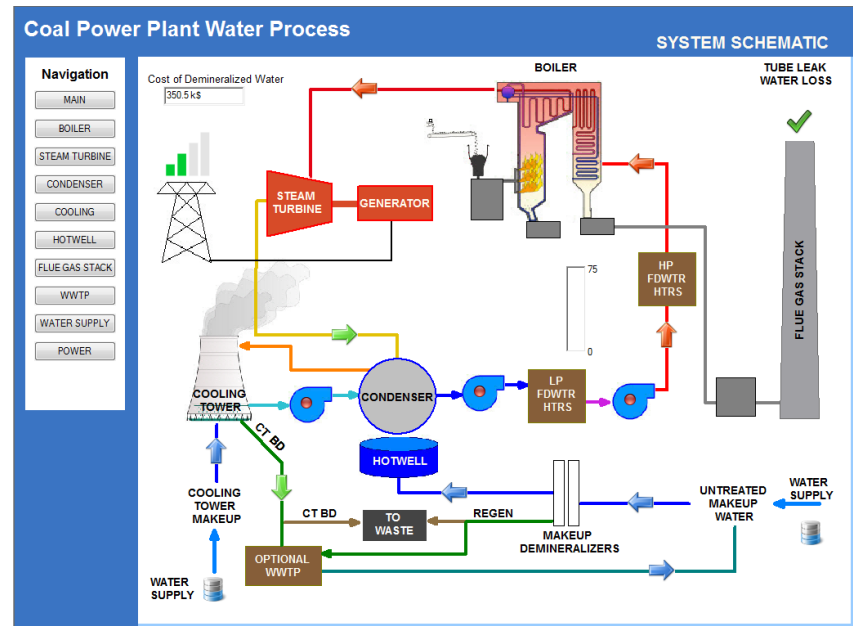 Coal Power Plant Water Process
SYSTEM SCHEMATIC
Navigation
MAIN
BOILER
STEAM TURBINE
CONDENSER
COOLING
HOTWELL
FLUE GAS STACK
WWTP
WATER SUPPLY
POWER
Cost of Demineralized Water
350.5 k$
BOILER
TUBE LEAK
WATER LOSS
STEAM
TURBINE
GENERATOR
HP
FDWTR
HTRS
75
0
FLUE GAS STACK
COOLING
TOWER
CONDENSER
LP
FDWTR
HTRS
CT BD
HOTWELL
COOLING
TOWER
MAKEUP
CT BD
TO
WASTE
REGEN
MAKEUP
DEMINERALIZERS
UNTREATED
MAKEUP
WATER
WATER
SUPPLY
OPTIONAL
WWTP
WATER
SUPPLY